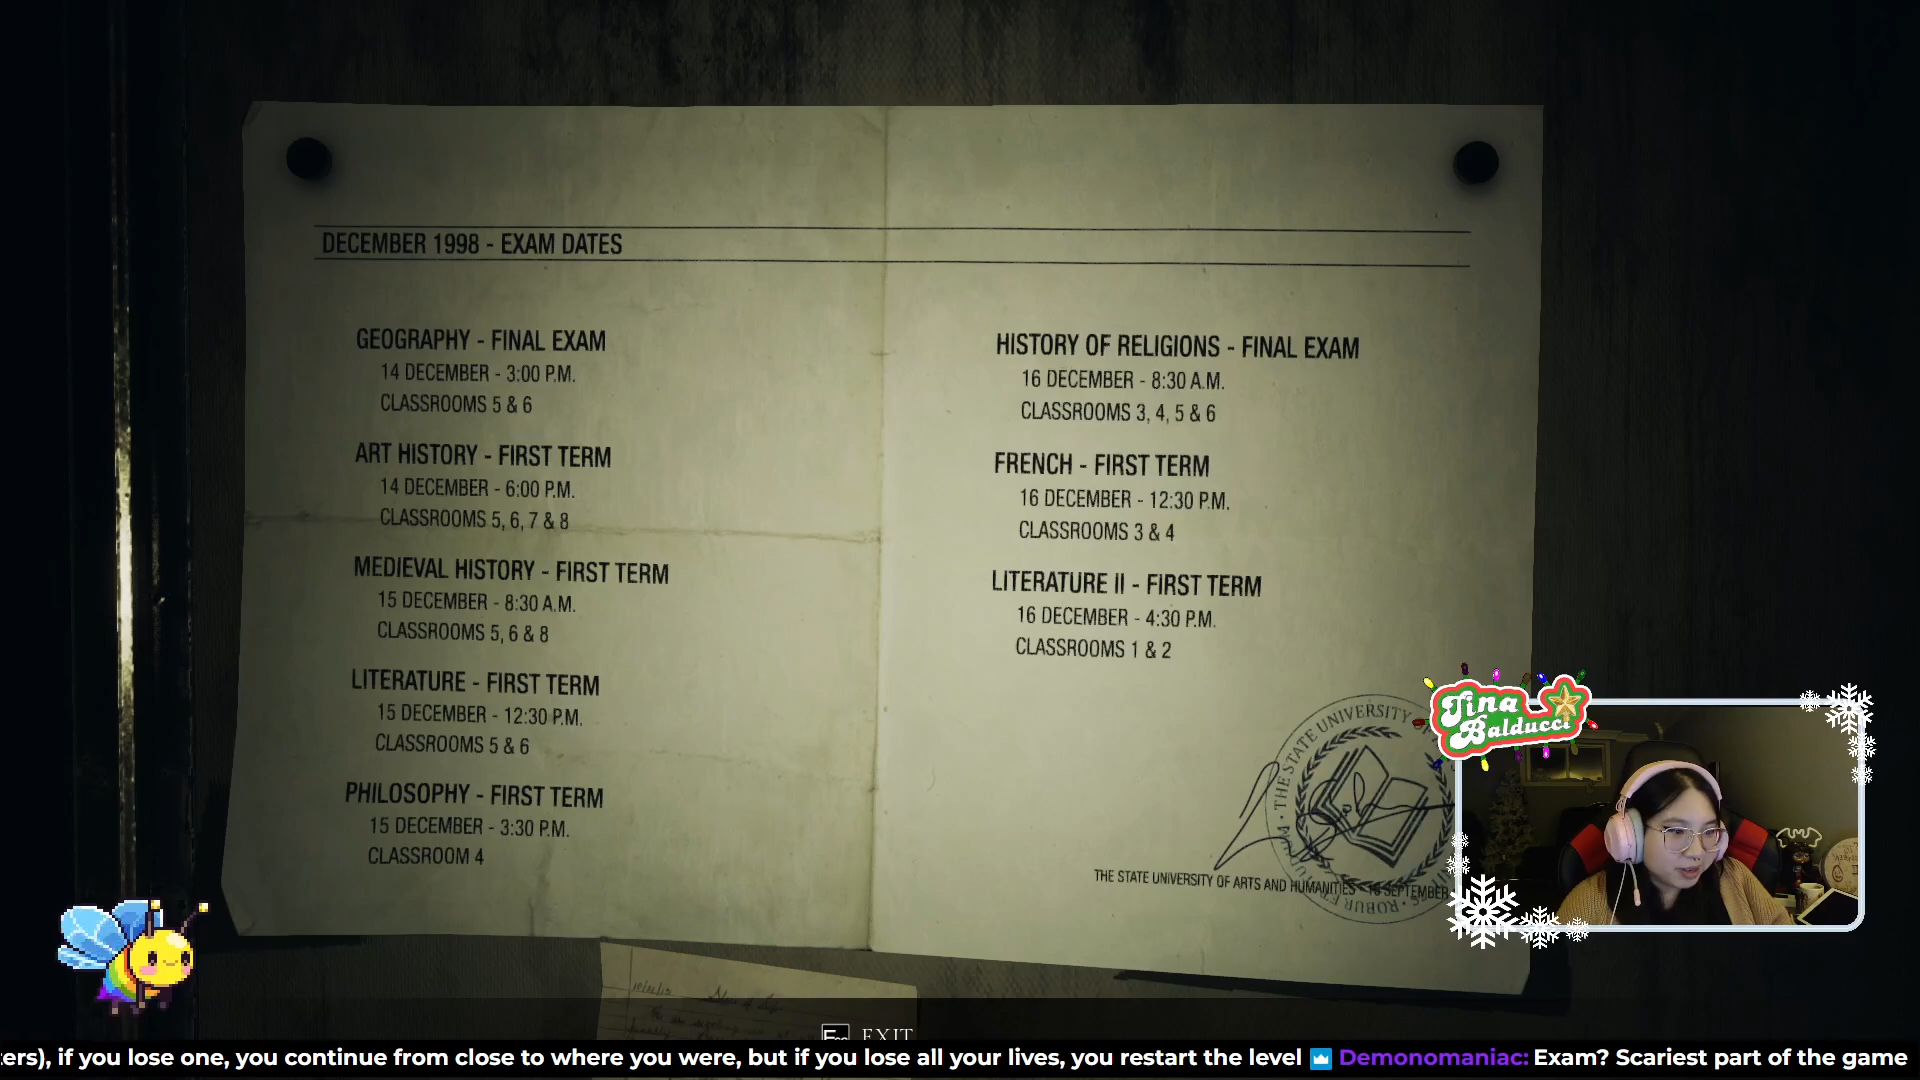 DECEMBER 1998 - EXAM DATES
GEOGRAPHY - FINAL EXAM
14 DECEMBER - 3:00 P.M.
CLASSROOMS 5 & 6
ART HISTORY - FIRST TERM
14 DECEMBER - 6:00 P.M.
CLASSROOMS 5, 6, 7 & 8
MEDIEVAL HISTORY - FIRST TERM
15 DECEMBER - 8:30 A.M.
CLASSROOMS 5, 6 & 8
LITERATURE - FIRST TERM
15 DECEMBER - 12:30 P.M.
CLASSROOMS 5 & 6
PHILOSOPHY - FIRST TERM
15 DECEMBER - 3:30 P.M.
CLASSROOM 4
HISTORY OF RELIGIONS - FINAL EXAM
16 DECEMBER - 8:30 A.M.
CLASSROOMS 3, 4, 5 & 6
FRENCH - FIRST TERM
16 DECEMBER - 12:30 P.M.
CLASSROOMS 3 & 4
LITERATURE II - FIRST TERM
16 DECEMBER - 4:30 P.M.
CLASSROOMS 1 & 2
THE STATE UNIVERSITY
THE STATE UNIVERSITY OF ARTS AND HUMANITIES - SEPTEMBER
Tina
Balducci
Esc EXIT
ters), if you lose one, you continue from close to where you were, but if you lose all your lives, you restart the level Demonomaniac: Exam? Scariest part of the game